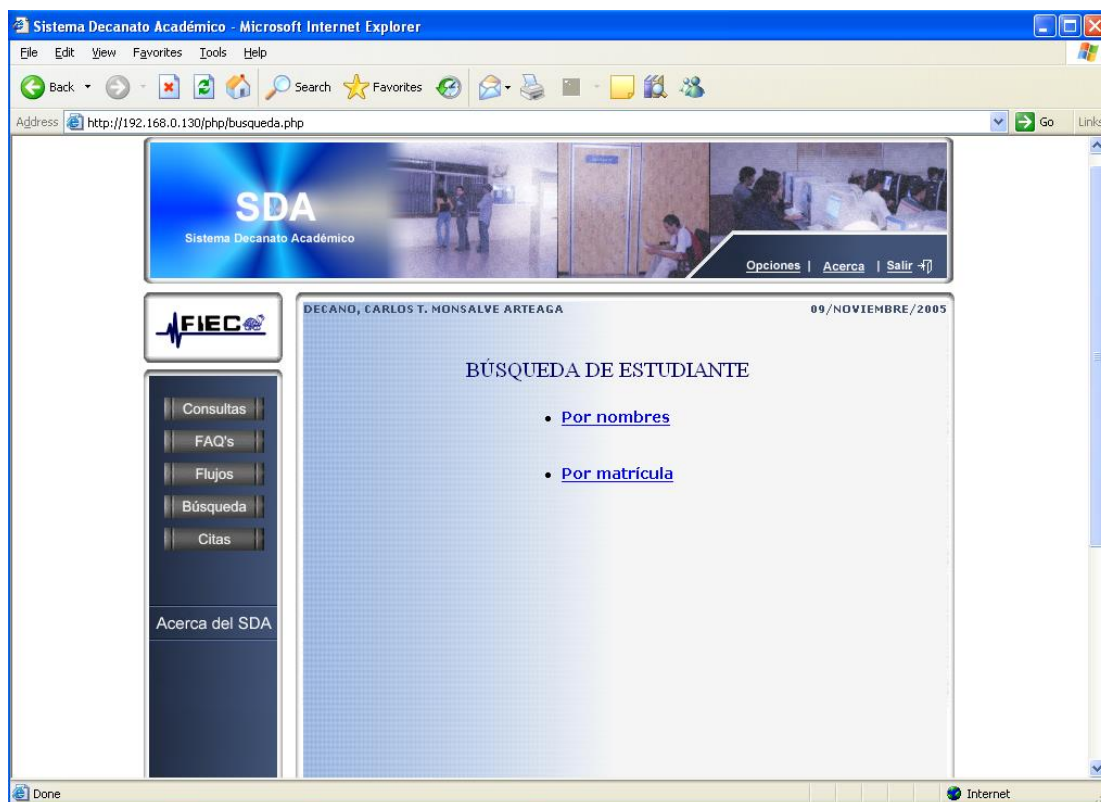 Sistema Decanato Académico - Microsoft Internet Explorer
File Edit View Favorites Tools Help
Back Search Favorites
Address http://192.168.0.130/php/busqueda.php Go Links
SDA
Sistema Decanato Académico
Opciones | Acerca | Salir
FIEC
DECANO, CARLOS T. MONSALVE ARTEAGA 09/NOVIEMBRE/2005
BÚSQUEDA DE ESTUDIANTE
• Por nombres
• Por matrícula
Consultas
FAQ's
Flujos
Búsqueda
Citas
Acerca del SDA
Done Internet